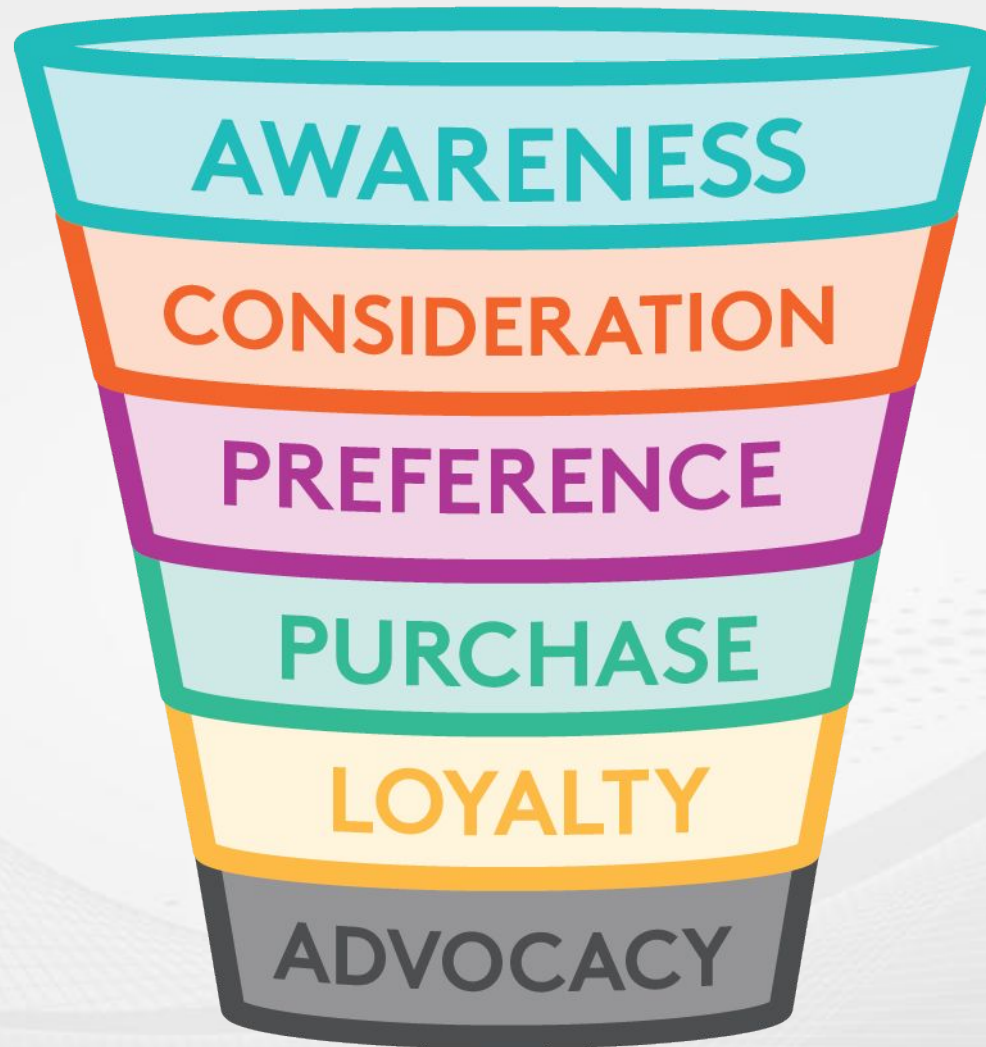 AWARENESS
CONSIDERATION
PREFERENCE
PURCHASE
LOYALTY
ADVOCACY